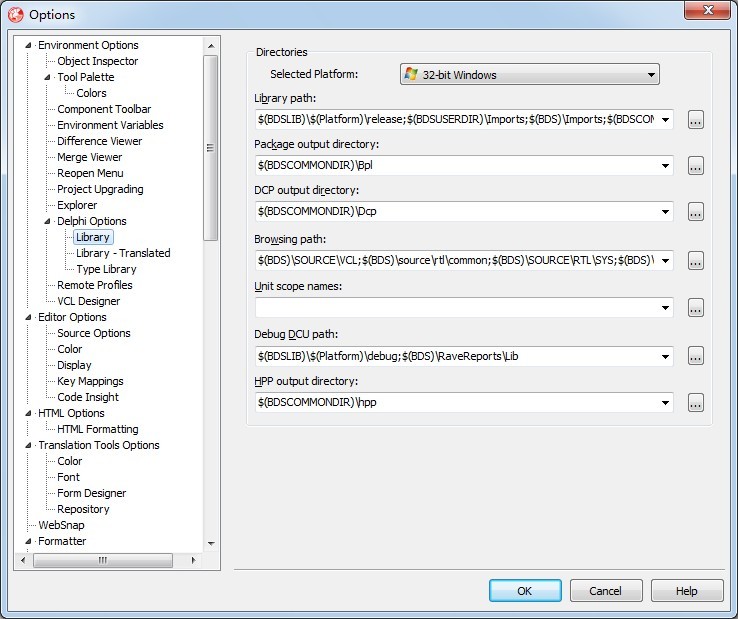 Options
Environment Options
Object Inspector
Tool Palette
Colors
Component Toolbar
Environment Variables
Difference Viewer
Merge Viewer
Reopen Menu
Project Upgrading
Explorer
Delphi Options
Library
Library - Translated
Type Library
Remote Profiles
VCL Designer
Editor Options
Source Options
Color
Display
Key Mappings
Code Insight
HTML Options
HTML Formatting
Translation Tools Options
Color
Font
Form Designer
Repository
WebSnap
Formatter
Directories
Selected Platform: 32-bit Windows
Library path:
$(BDSLIB)\$(Platform)\release;$(BDSUSERDIR)\Imports;$(BDS)\Imports;$(BDSCOM
...
Package output directory:
$(BDSCOMMONDIR)\Bpl
...
DCP output directory:
$(BDSCOMMONDIR)\Dcp
...
Browsing path:
$(BDS)\SOURCE\VCL;$(BDS)\source\rtl\common;$(BDS)\SOURCE\RTL\SYS;$(BDS)\
...
Unit scope names:
...
Debug DCU path:
$(BDSLIB)\$(Platform)\debug;$(BDS)\RaveReports\Lib
...
HPP output directory:
$(BDSCOMMONDIR)\hpp
...
OK Cancel Help